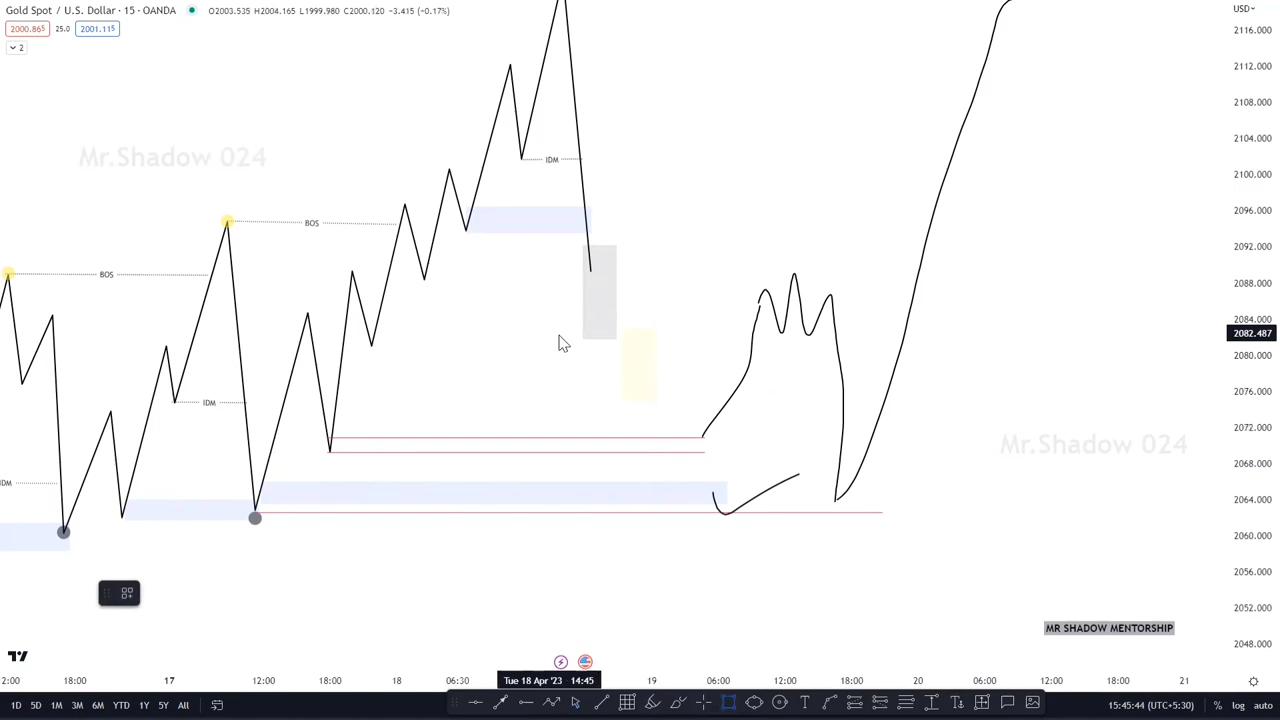 Gold Spot / U.S. Dollar · 15 · OANDA
O2003.535 H2004.165 L1999.980 C2000.120 −3.415 (−0.17%)
USD
2000.865 25.0 2001.115
2
2116.000
2112.000
2108.000
2104.000
2100.000
2096.000
2092.000
2088.000
2084.000
2082.487
2080.000
2076.000
2072.000
2068.000
2064.000
2060.000
2056.000
2052.000
2048.000
Mr.Shadow 024
IDM
BOS
BOS
IDM
Mr.Shadow 024
IDM
MR SHADOW MENTORSHIP
2:00 18:00 17 12:00 18:00 18 06:30 Tue 18 Apr '23 14:45 19 06:00 12:00 18:00 20 06:00 12:00 18:00 21
1D 5D 1M 3M 6M YTD 1Y 5Y All
15:45:44 (UTC+5:30) % log auto